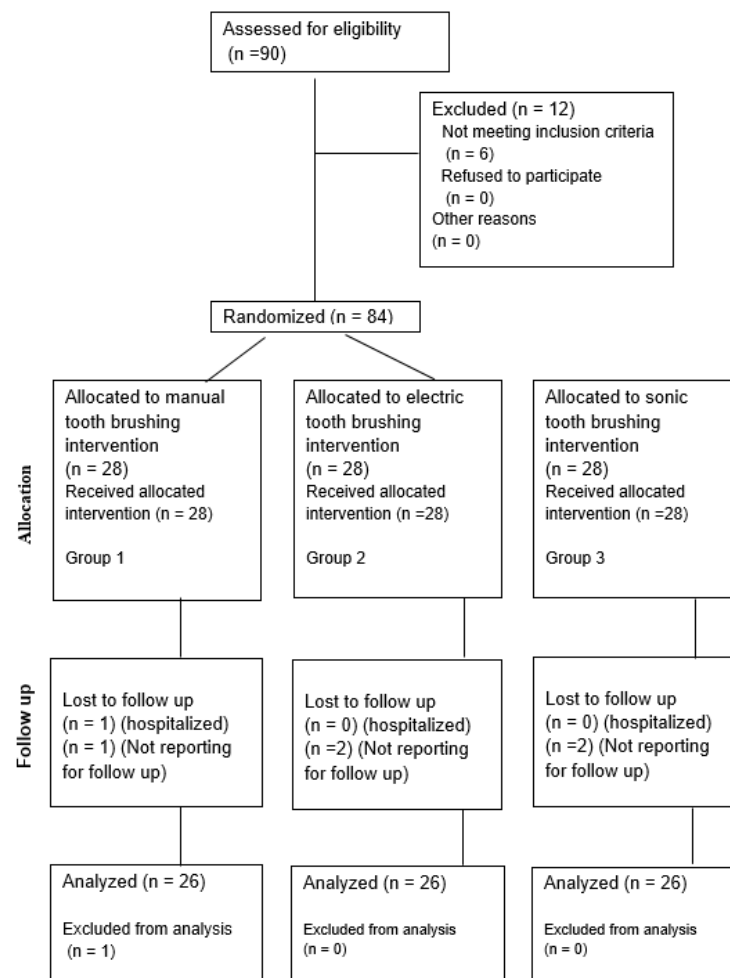 Assessed for eligibility
(n =90)
Excluded (n = 12)
Not meeting inclusion criteria
(n = 6)
Refused to participate
(n = 0)
Other reasons
(n = 0)
Randomized (n = 84)
Allocation
Allocated to manual
tooth brushing
intervention
(n = 28)
Received allocated
intervention (n = 28)
Group 1
Allocated to electric
tooth brushing
intervention
(n = 28)
Received allocated
intervention (n =28)
Group 2
Allocated to sonic
tooth brushing
intervention
(n = 28)
Received allocated
intervention (n =28)
Group 3
Follow up
Lost to follow up
(n = 1) (hospitalized)
(n = 1) (Not reporting
for follow up)
Lost to follow up
(n = 0) (hospitalized)
(n =2) (Not reporting
for follow up)
Lost to follow up
(n = 0) (hospitalized)
(n =2) (Not reporting
for follow up)
Analyzed (n = 26)
Excluded from analysis
(n = 1)
Analyzed (n = 26)
Excluded from analysis
(n = 0)
Analyzed (n = 26)
Excluded from analysis
(n = 0)